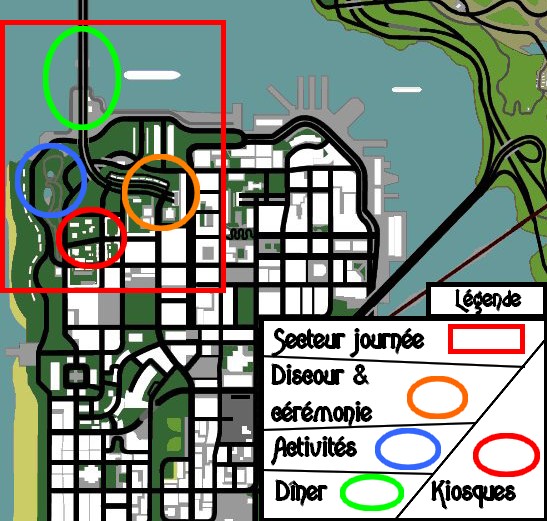 Légende
Secteur journée
Discour &
cérémonie
Activités
Dîner
Kiosques